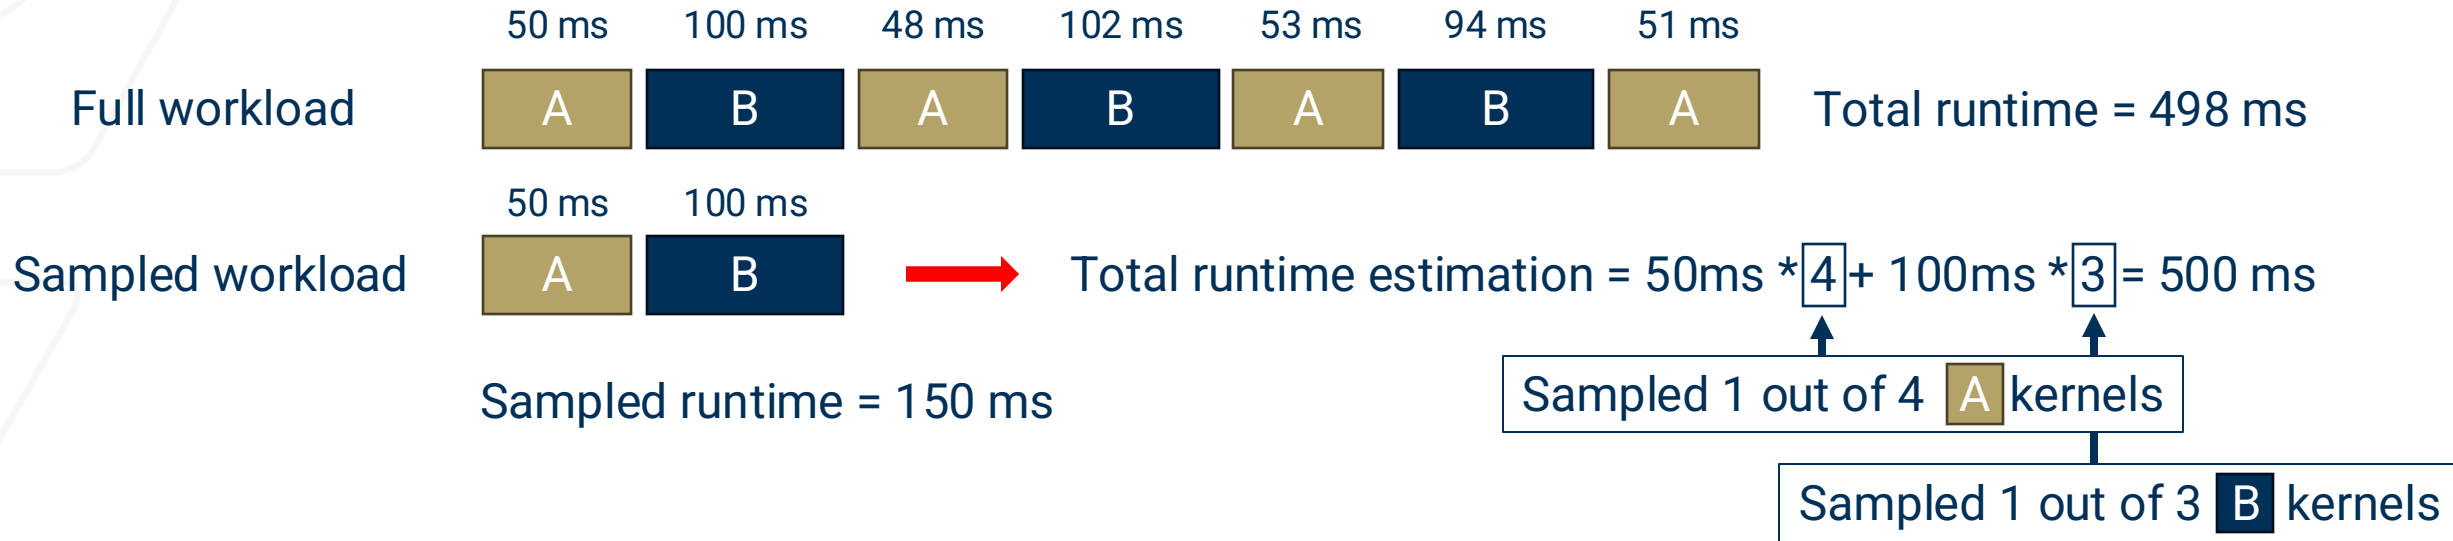 50 ms 100 ms 48 ms 102 ms 53 ms 94 ms 51 ms
Full workload A B A B A B A Total runtime = 498 ms
50 ms 100 ms
Sampled workload A B Total runtime estimation = 50ms * 4 + 100ms * 3 = 500 ms
Sampled runtime = 150 ms
Sampled 1 out of 4 A kernels
Sampled 1 out of 3 B kernels